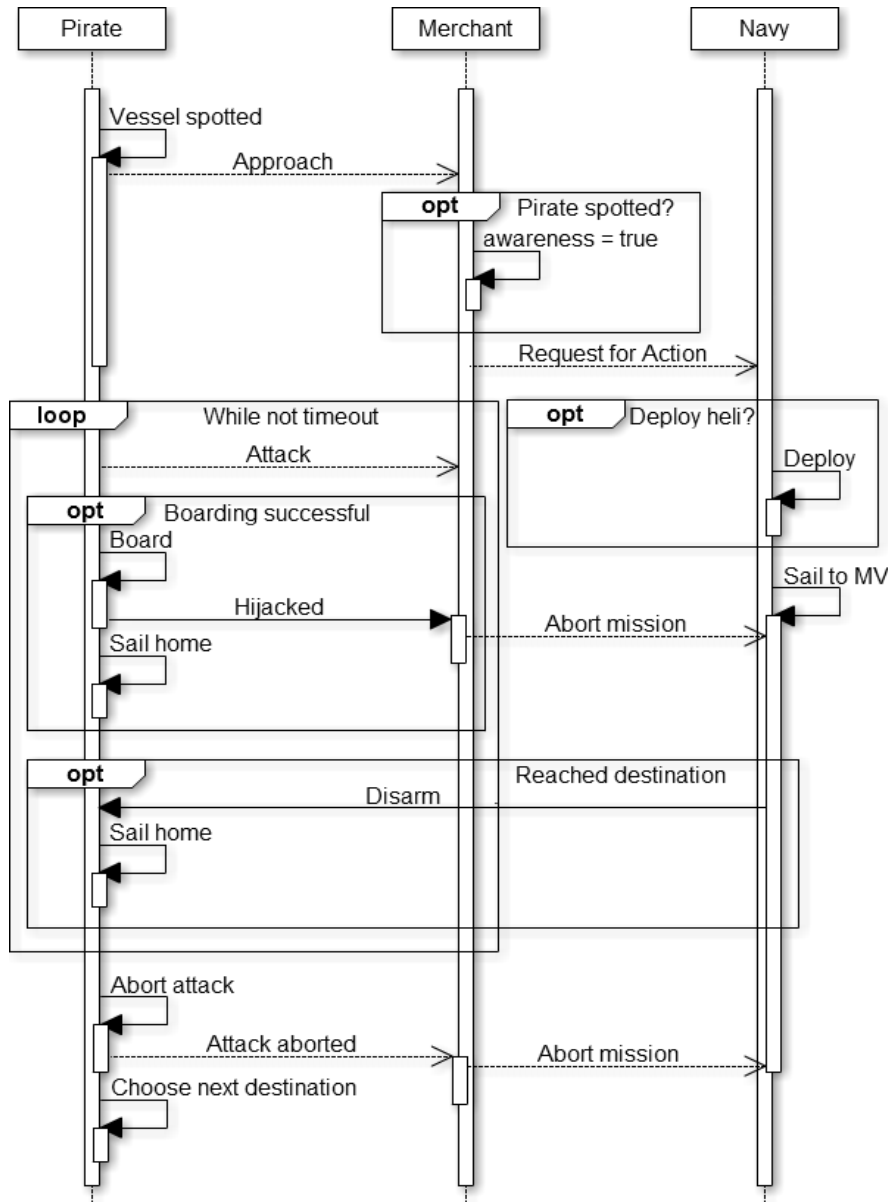 Pirate
Merchant
Navy
Vessel spotted
Approach
opt
Pirate spotted?
awareness = true
Request for Action
loop
While not timeout
opt
Deploy heli?
Attack
Deploy
opt
Boarding successful
Board
Sail to MV
Hijacked
Abort mission
Sail home
opt
Reached destination
Disarm
Sail home
Abort attack
Attack aborted
Abort mission
Choose next destination